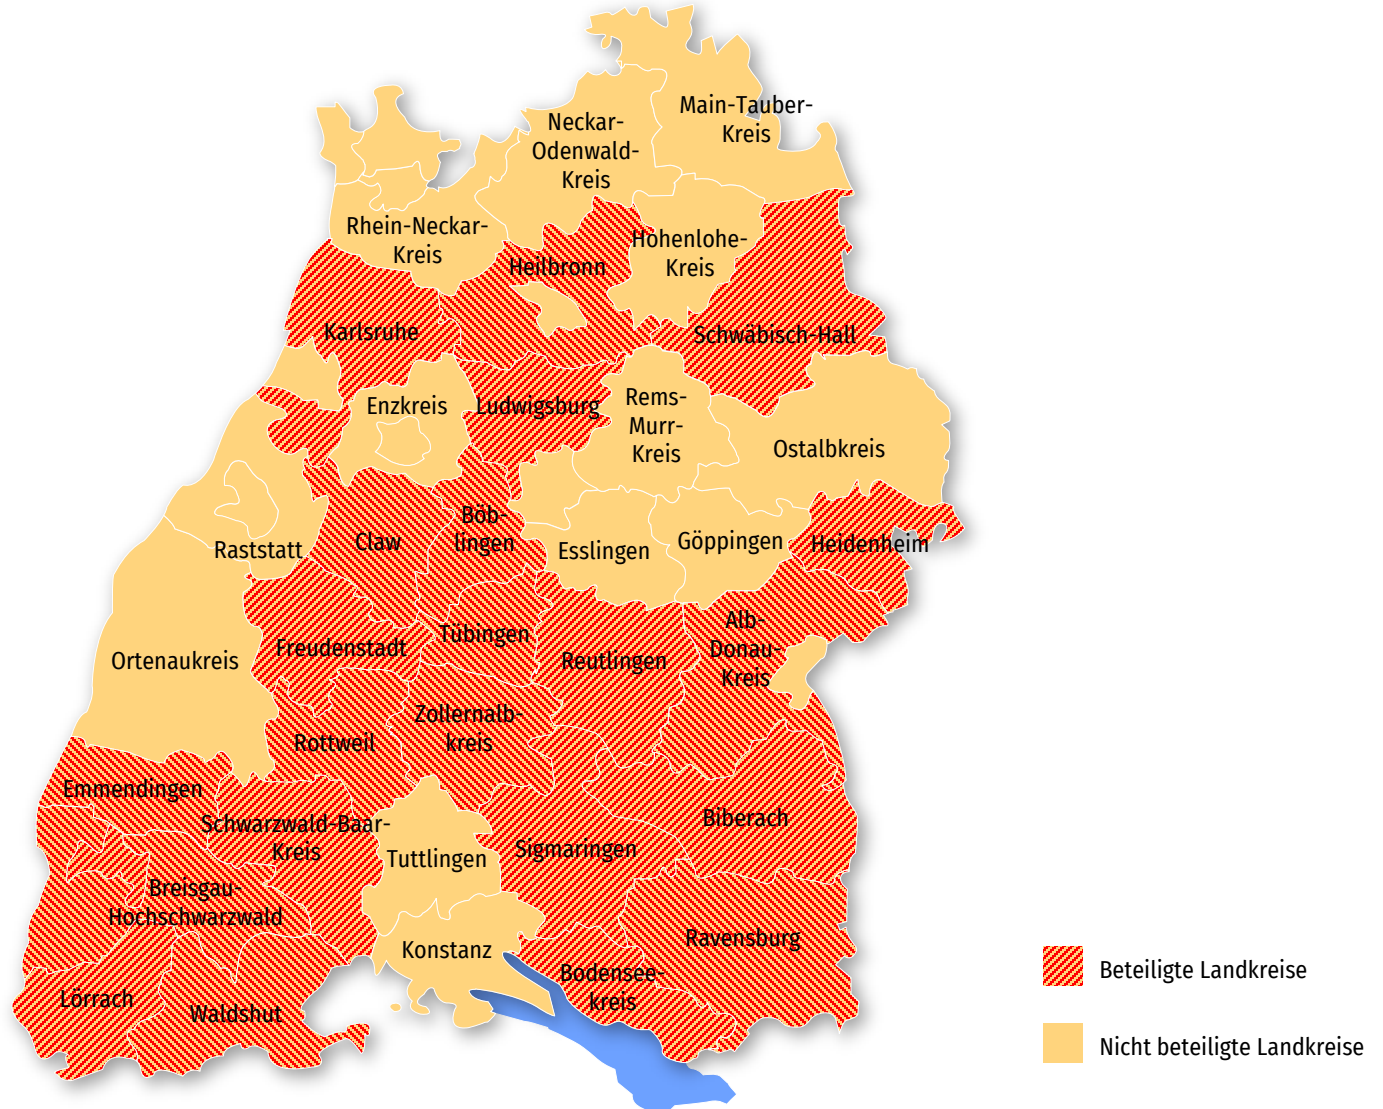 Main-Tauber-
Kreis
Neckar-
Odenwald-
Kreis
Rhein-Neckar-
Kreis
Hohenlohe-
Kreis
Heilbronn
Karlsruhe
Schwäbisch-Hall
Enzkreis
Ludwigsburg
Rems-
Murr-
Kreis
Ostalbkreis
Böb-
lingen
Claw
Raststatt
Esslingen
Göppingen
Heidenheim
Freudenstadt
Tübingen
Reutlingen
Alb-
Donau-
Kreis
Ortenaukreis
Rottweil
Zollernalb-
kreis
Emmendingen
Schwarzwald-Baar-
Kreis
Tuttlingen
Sigmaringen
Biberach
Breisgau-
Hochschwarzwald
Konstanz
Ravensburg
Bodensee-
kreis
Lörrach
Waldshut
Beteiligte Landkreise
Nicht beteiligte Landkreise